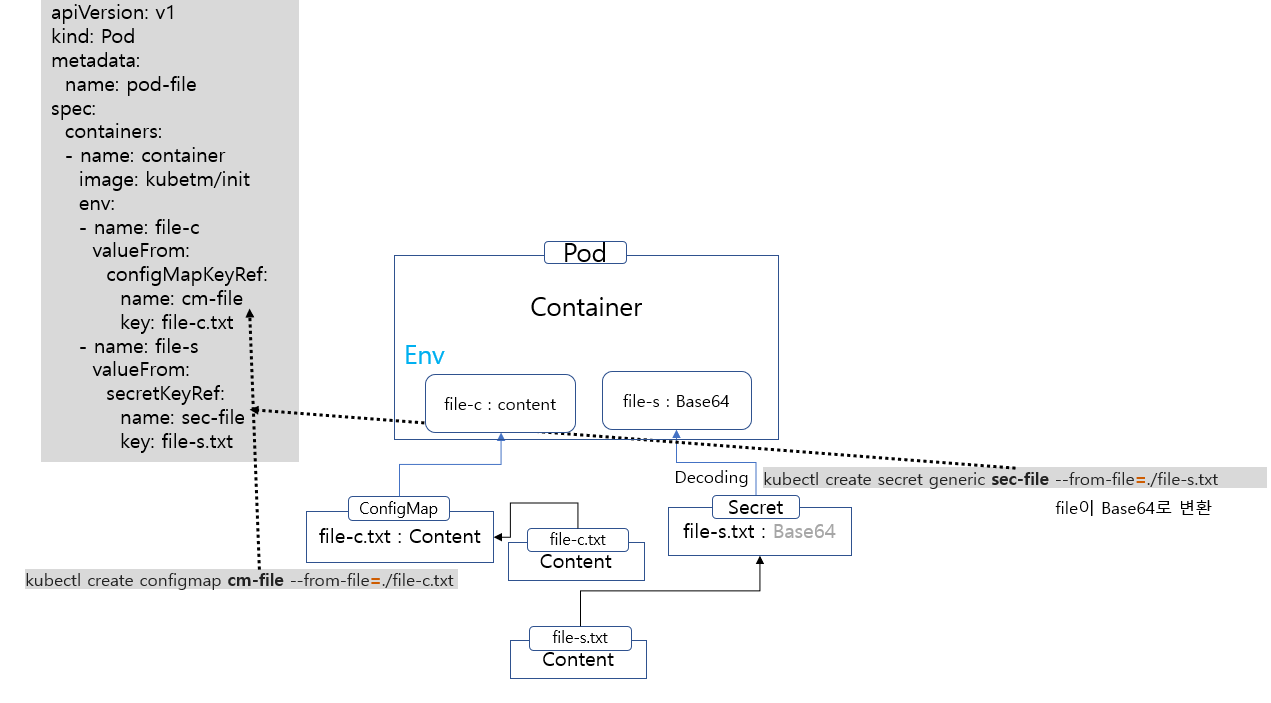 apiVersion: v1
kind: Pod
metadata:
  name: pod-file
spec:
  containers:
  - name: container
    image: kubetm/init
    env:
    - name: file-c
      valueFrom:
        configMapKeyRef:
          name: cm-file
          key: file-c.txt
    - name: file-s
      valueFrom:
        secretKeyRef:
          name: sec-file
          key: file-s.txt
Pod
Container
Env
file-c : content
file-s : Base64
Decoding
kubectl create secret generic sec-file --from-file=./file-s.txt
file이 Base64로 변환
ConfigMap
file-c.txt : Content
Secret
file-s.txt : Base64
file-c.txt
Content
kubectl create configmap cm-file --from-file=./file-c.txt
file-s.txt
Content